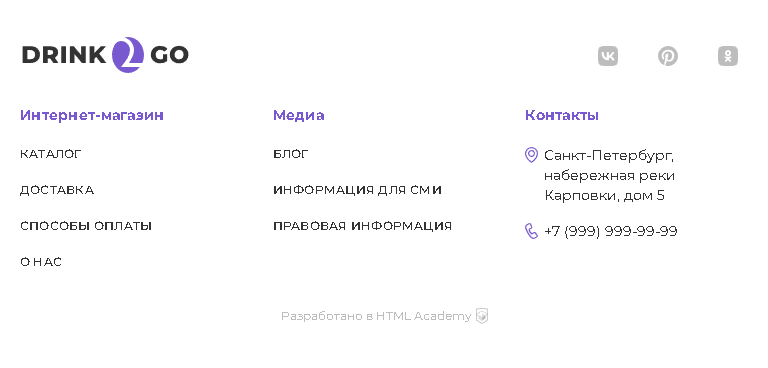 DRINK 2 GO
Интернет-магазин
КАТАЛОГ
ДОСТАВКА
СПОСОБЫ ОПЛАТЫ
О НАС
Медиа
БЛОГ
ИНФОРМАЦИЯ ДЛЯ СМИ
ПРАВОВАЯ ИНФОРМАЦИЯ
Контакты
Санкт-Петербург,
набережная реки
Карповки, дом 5
+7 (999) 999-99-99
Разработано в HTML Academy